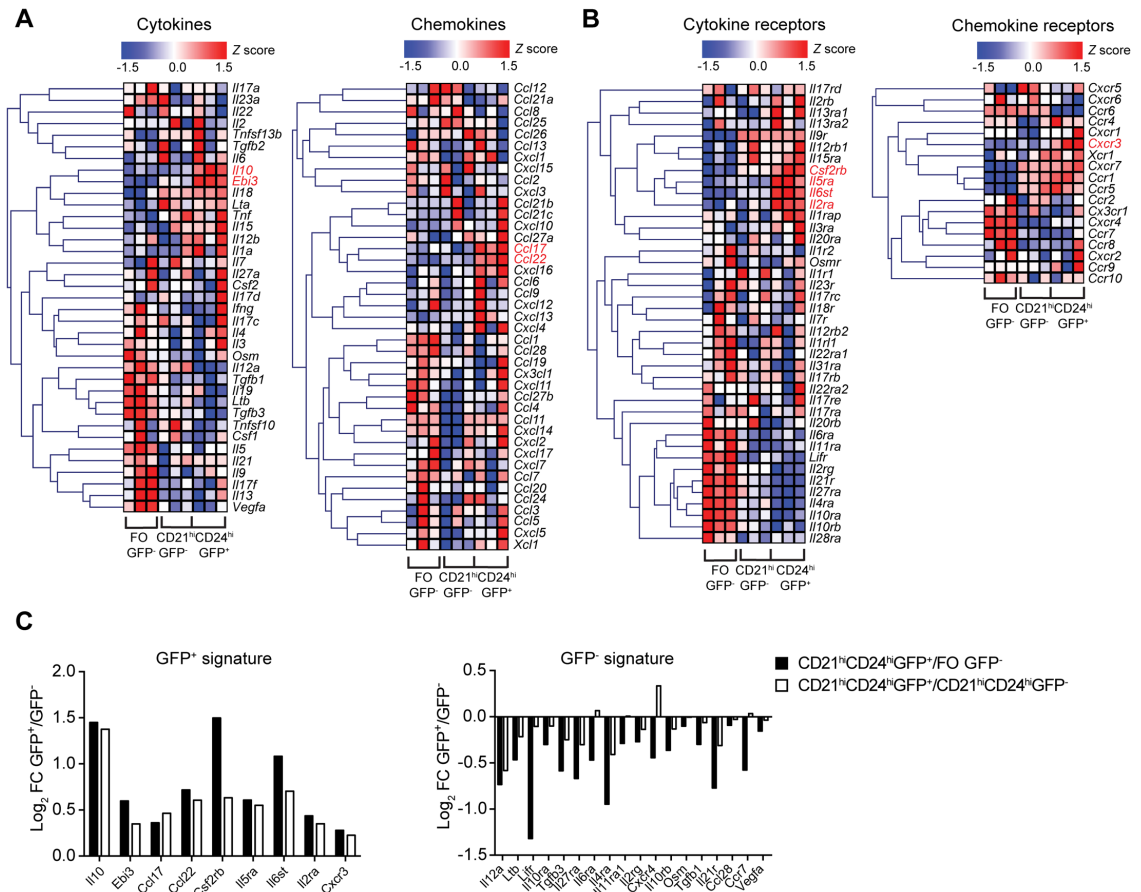 A
Cytokines
Z score
-1.5 0.0 1.5
Il17a
Il23a
Il22
Il2
Tnfsf13b
Tgfb2
Il6
Il10
Ebi3
Il18
Lta
Tnf
Il15
Il12b
Il1a
Il7
Il27a
Csf2
Il17d
Ifng
Il17c
Il4
Il3
Osm
Il12a
Tgfb1
Il19
Ltb
Tgfb3
Tnfsf10
Csf1
Il5
Il21
Il9
Il17f
Il13
Vegfa
FO CD21hiCD24hi
GFP- GFP- GFP+
Chemokines
Z score
-1.5 0.0 1.5
Ccl12
Ccl21a
Ccl8
Ccl25
Ccl26
Ccl13
Cxcl1
Cxcl15
Ccl2
Cxcl3
Ccl21b
Ccl21c
Cxcl10
Ccl27a
Ccl17
Ccl22
Cxcl16
Ccl6
Ccl9
Cxcl12
Cxcl13
Cxcl4
Ccl1
Ccl28
Ccl19
Cx3cl1
Cxcl11
Ccl27b
Ccl4
Ccl11
Cxcl14
Cxcl2
Cxcl17
Cxcl7
Ccl7
Ccl20
Ccl24
Ccl3
Ccl5
Cxcl5
Xcl1
FO CD21hiCD24hi
GFP- GFP- GFP+
B
Cytokine receptors
Z score
-1.5 0.0 1.5
Il17rd
Il2rb
Il13ra1
Il13ra2
Il9r
Il12rb1
Il15ra
Csf2rb
Il5ra
Il6st
Il2ra
Il1rap
Il3ra
Il20ra
Il1r2
Osmr
Il1r1
Il23r
Il17rc
Il18r
Il7r
Il12rb2
Il1rl1
Il22ra1
Il31ra
Il17rb
Il22ra2
Il17re
Il17ra
Il20rb
Il6ra
Il11ra
Lifr
Il2rg
Il21r
Il27ra
Il4ra
Il10ra
Il10rb
Il28ra
FO CD21hiCD24hi
GFP- GFP- GFP+
Chemokine receptors
Z score
-1.5 0.0 1.5
Cxcr5
Cxcr6
Ccr6
Ccr4
Cxcr1
Cxcr3
Xcr1
Cxcr7
Ccr1
Ccr5
Ccr2
Cx3cr1
Cxcr4
Ccr7
Ccr8
Cxcr2
Ccr9
Ccr10
FO CD21hiCD24hi
GFP- GFP- GFP+
C
GFP+ signature
Log2 FC GFP+/GFP-
2.0
1.5
1.0
0.5
0.0
Il10 Ebi3 Ccl17 Ccl22 Csf2rb Il5ra Il6st Il2ra Cxcr3
GFP- signature
Log2 FC GFP+/GFP-
0.5
0.0
-0.5
-1.0
-1.5
Il12a Ltb Lifr Il10ra Tgfb3 Il27ra Il6ra Il4ra Il11ra1 Il2rg Cxcr4 Il10rb Osm Tgfb1 Il21r Ccl28 Ccr7 Vegfa
CD21hiCD24hiGFP+/FO GFP-
CD21hiCD24hiGFP+/CD21hiCD24hiGFP-